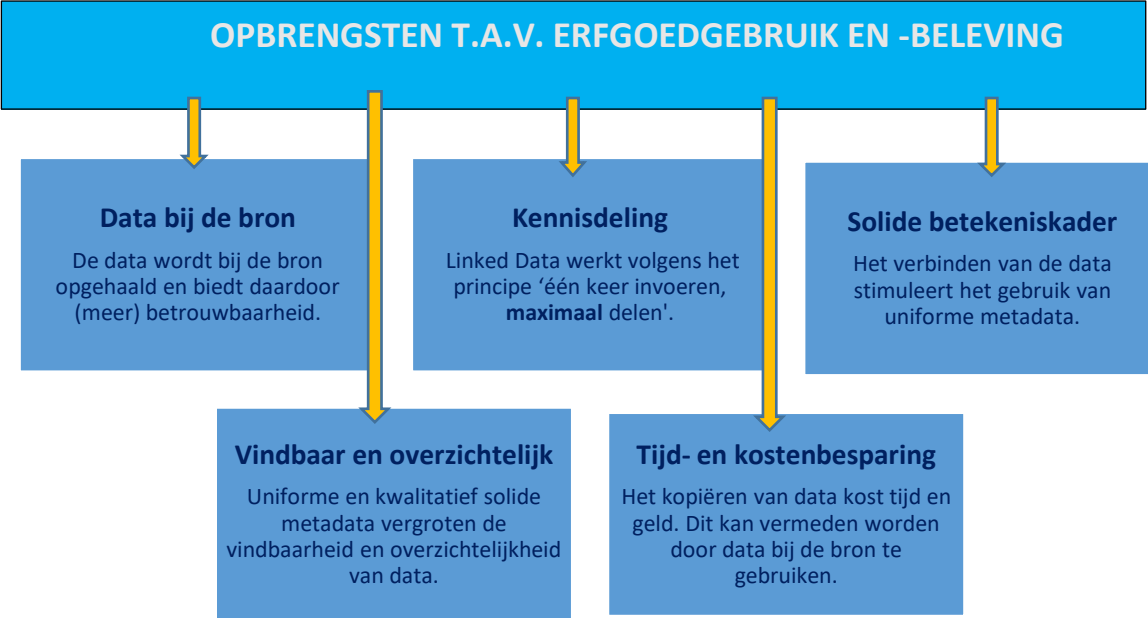 OPBRENGSTEN T.A.V. ERFGOEDGEBRUIK EN -BELEVING
Data bij de bron
De data wordt bij de bron
opgehaald en biedt daardoor
(meer) betrouwbaarheid.
Kennisdeling
Linked Data werkt volgens het
principe ‘één keer invoeren,
maximaal delen'.
Solide betekeniskader
Het verbinden van de data
stimuleert het gebruik van
uniforme metadata.
Vindbaar en overzichtelijk
Uniforme en kwalitatief solide
metadata vergroten de
vindbaarheid en overzichtelijkheid
van data.
Tijd- en kostenbesparing
Het kopiëren van data kost tijd en
geld. Dit kan vermeden worden
door data bij de bron te
gebruiken.